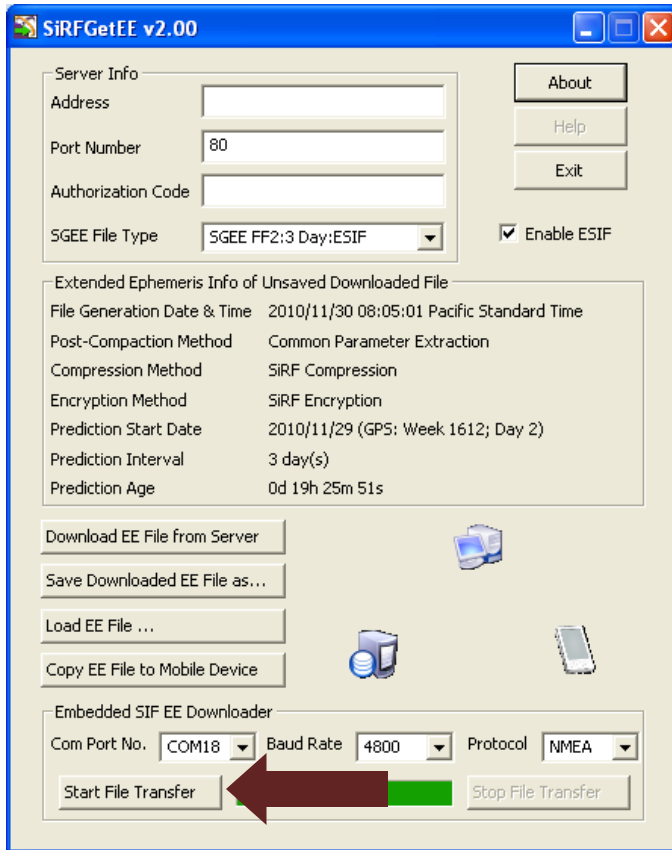 SiRFGetEE v2.00
Server Info
Address
Port Number 80
Authorization Code
SGEE File Type SGEE FF2:3 Day:ESIF
About
Help
Exit
Enable ESIF
Extended Ephemeris Info of Unsaved Downloaded File
File Generation Date & Time 2010/11/30 08:05:01 Pacific Standard Time
Post-Compaction Method Common Parameter Extraction
Compression Method SiRF Compression
Encryption Method SiRF Encryption
Prediction Start Date 2010/11/29 (GPS: Week 1612; Day 2)
Prediction Interval 3 day(s)
Prediction Age 0d 19h 25m 51s
Download EE File from Server
Save Downloaded EE File as...
Load EE File ...
Copy EE File to Mobile Device
Embedded SIF EE Downloader
Com Port No. COM18 Baud Rate 4800 Protocol NMEA
Start File Transfer Stop File Transfer